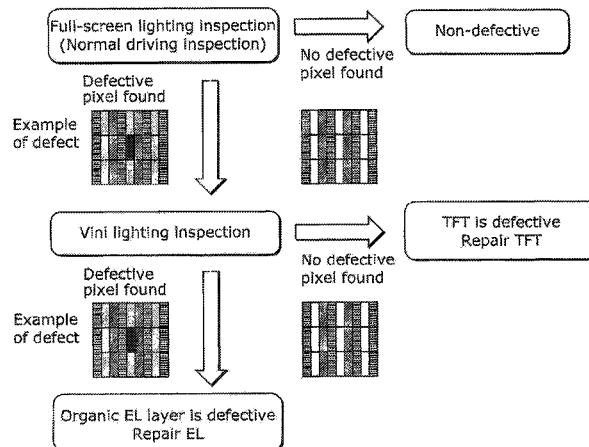 Full-screen lighting inspection
(Normal driving inspection)
Non-defective
No defective
pixel found
Defective
pixel found
Example
of defect
Vini lighting inspection
TFT is defective
Repair TFT
No defective
pixel found
Defective
pixel found
Example
of defect
Organic EL layer is defective
Repair EL